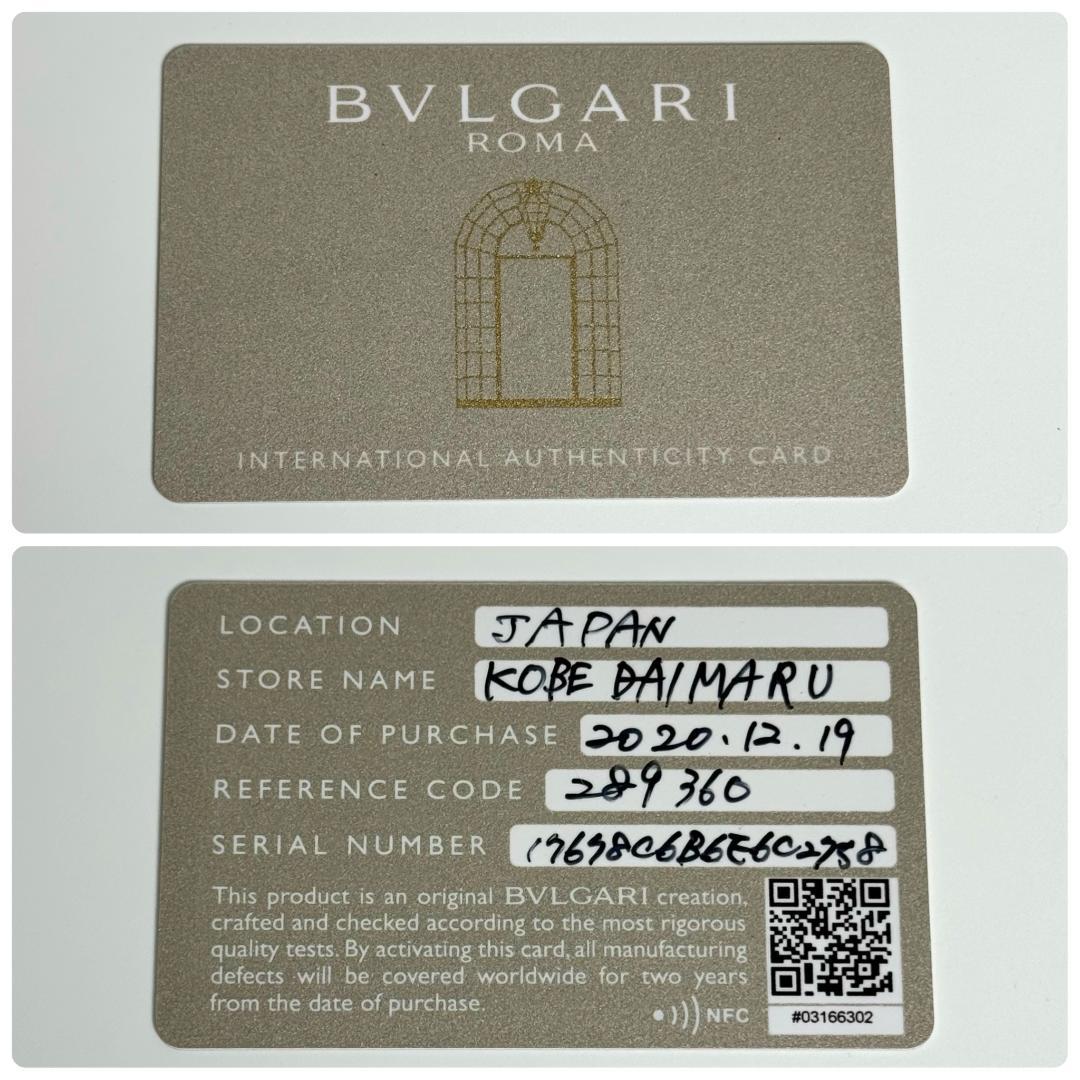 BVLGARI
ROMA
INTERNATIONAL AUTHENTICITY CARD
LOCATION JAPAN
STORE NAME KOBE DAIMARU
DATE OF PURCHASE 2020.12.19
REFERENCE CODE 289360
SERIAL NUMBER
This product is an original BVLGARI creation,
crafted and checked according to the most rigorous
quality tests. By activating this card, all manufacturing
defects will be covered worldwide for two years
from the date of purchase.
NFC
#03166302